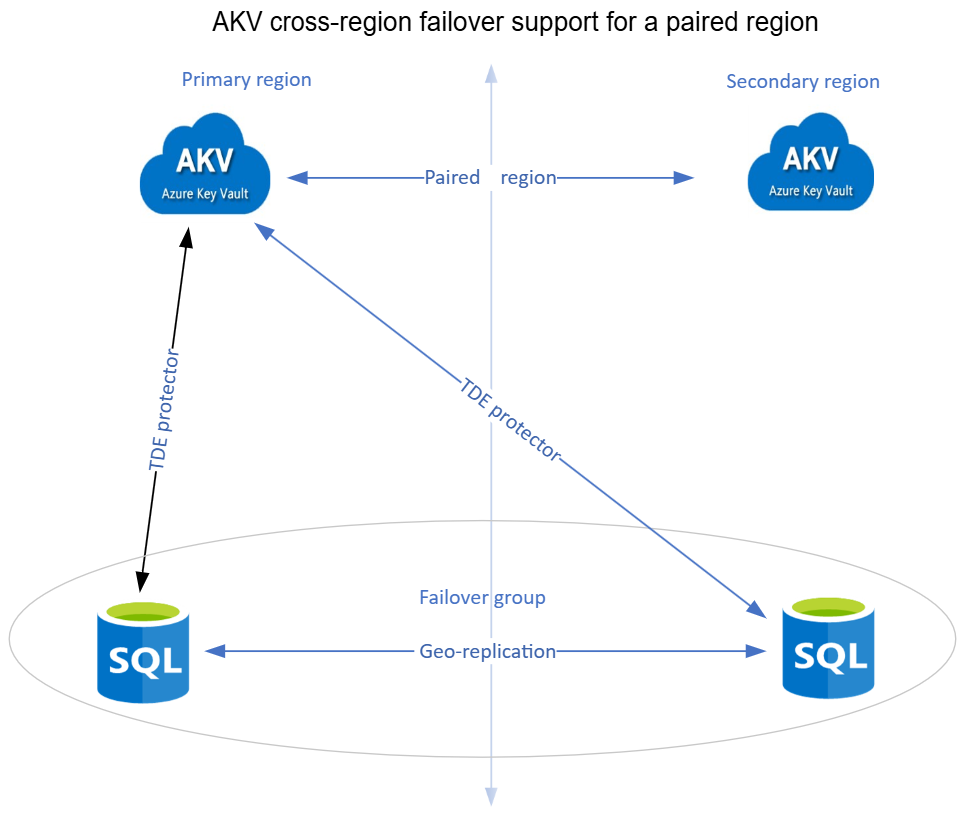 AKV cross-region failover support for a paired region
Primary region
Secondary region
AKV
Azure Key Vault
AKV
Azure Key Vault
Paired region
TDE protector
TDE protector
Failover group
Geo-replication
SQL
SQL